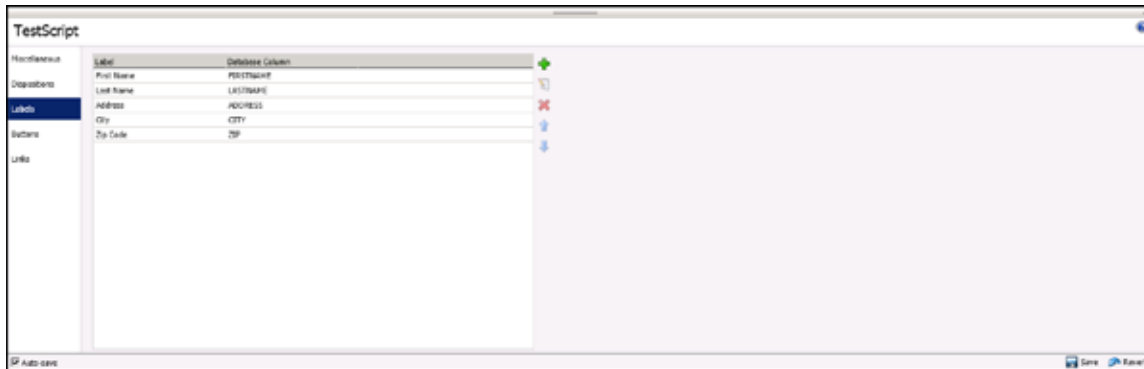 TestScript
Miscellaneous
Dispositions
Labels
Buttons
Links
Label Database Column
First Name FIRSTNAME
Last Name LASTNAME
Address ADDRESS
City CITY
Zip Code ZIP
Auto-save
Save Revert